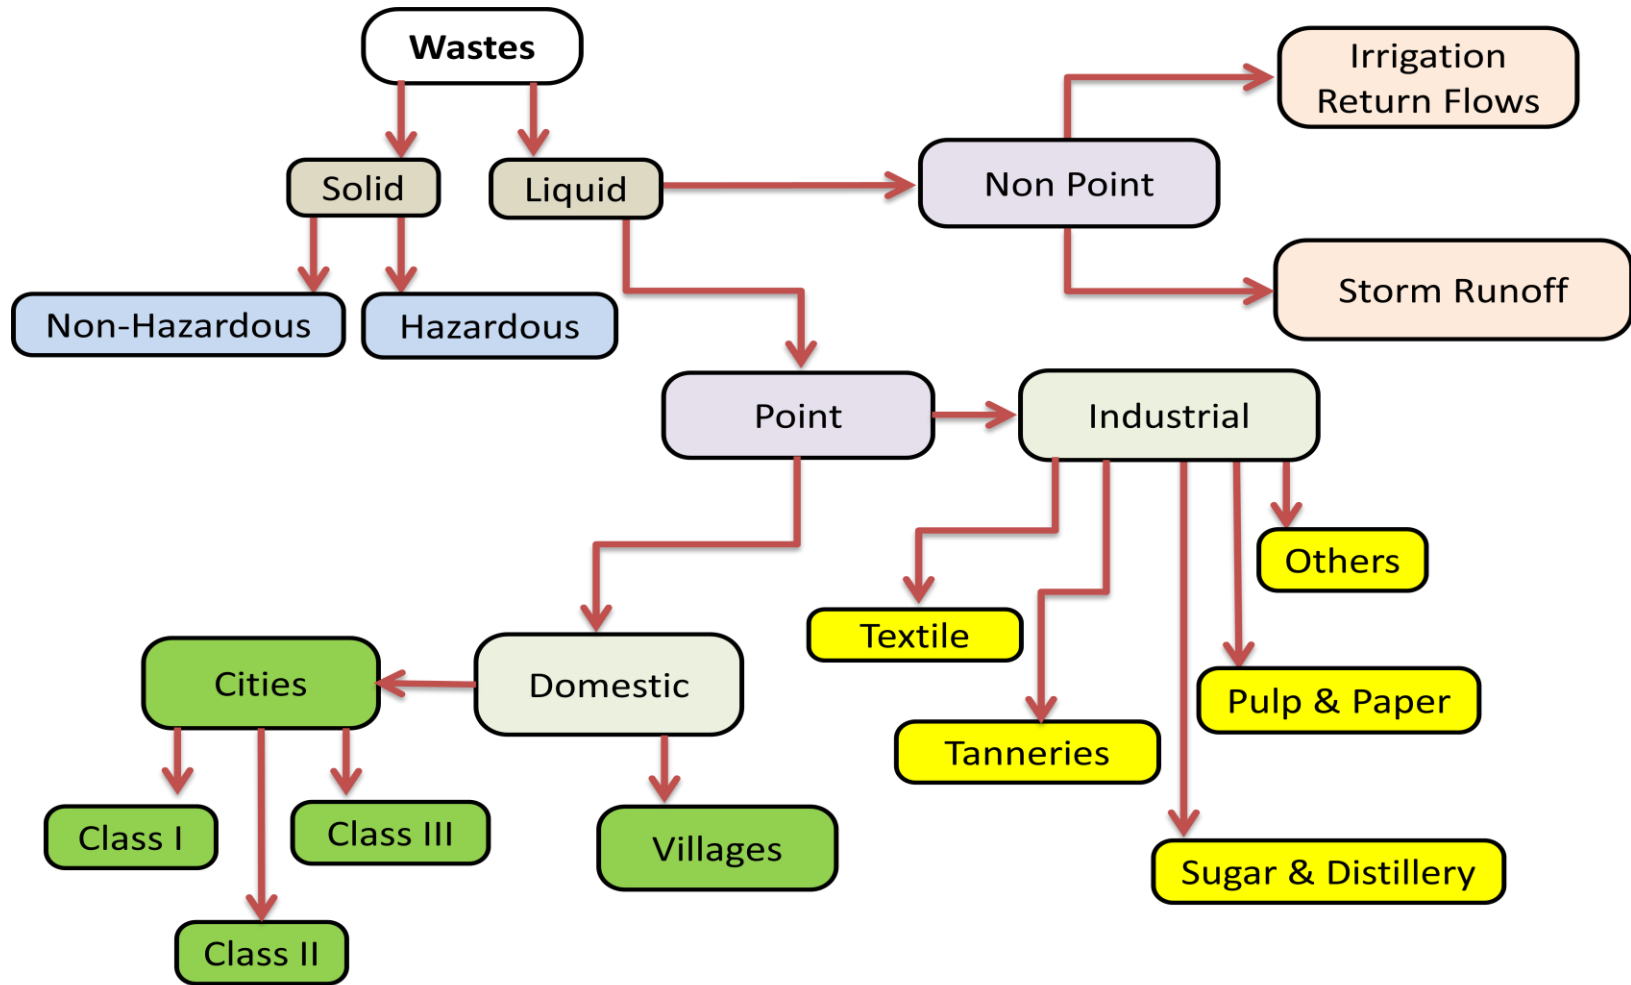 Wastes
Irrigation
Return Flows
Solid
Liquid
Non Point
Storm Runoff
Non-Hazardous
Hazardous
Point
Industrial
Others
Textile
Cities
Domestic
Pulp & Paper
Tanneries
Class I
Class III
Villages
Sugar & Distillery
Class II